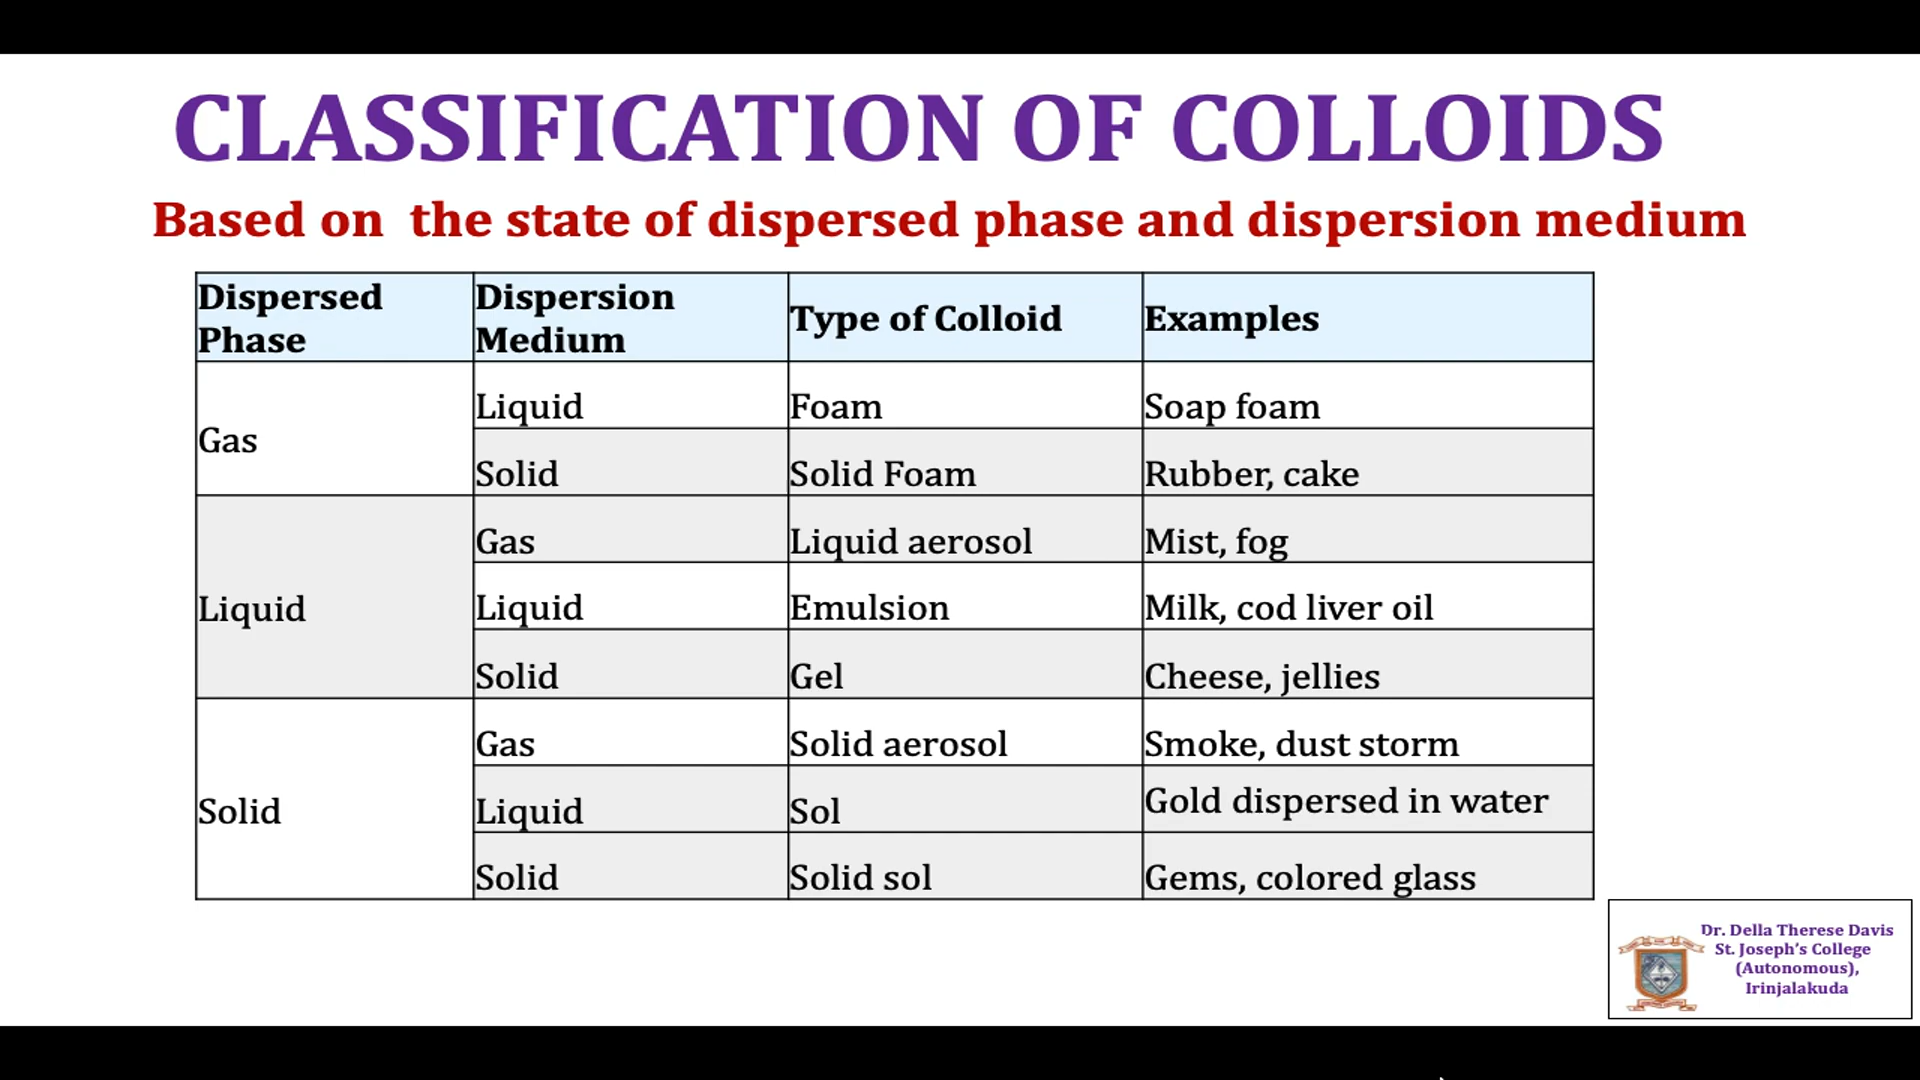 CLASSIFICATION OF COLLOIDS
Based on the state of dispersed phase and dispersion medium
Dispersed Phase Dispersion Medium Type of Colloid Examples
Gas Liquid Foam Soap foam
Solid Solid Foam Rubber, cake
Liquid Gas Liquid aerosol Mist, fog
Liquid Emulsion Milk, cod liver oil
Solid Gel Cheese, jellies
Solid Gas Solid aerosol Smoke, dust storm
Liquid Sol Gold dispersed in water
Solid Solid sol Gems, colored glass
Dr. Della Therese Davis
St. Joseph's College
(Autonomous),
Irinjalakuda